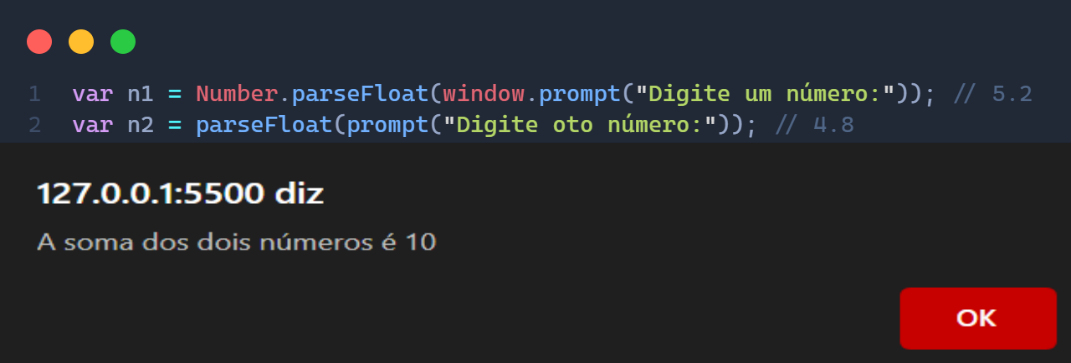 1 var n1 = Number.parseFloat(window.prompt("Digite um número:")); // 5.2
2 var n2 = parseFloat(prompt("Digite oto número:")); // 4.8
127.0.0.1:5500 diz
A soma dos dois números é 10
OK